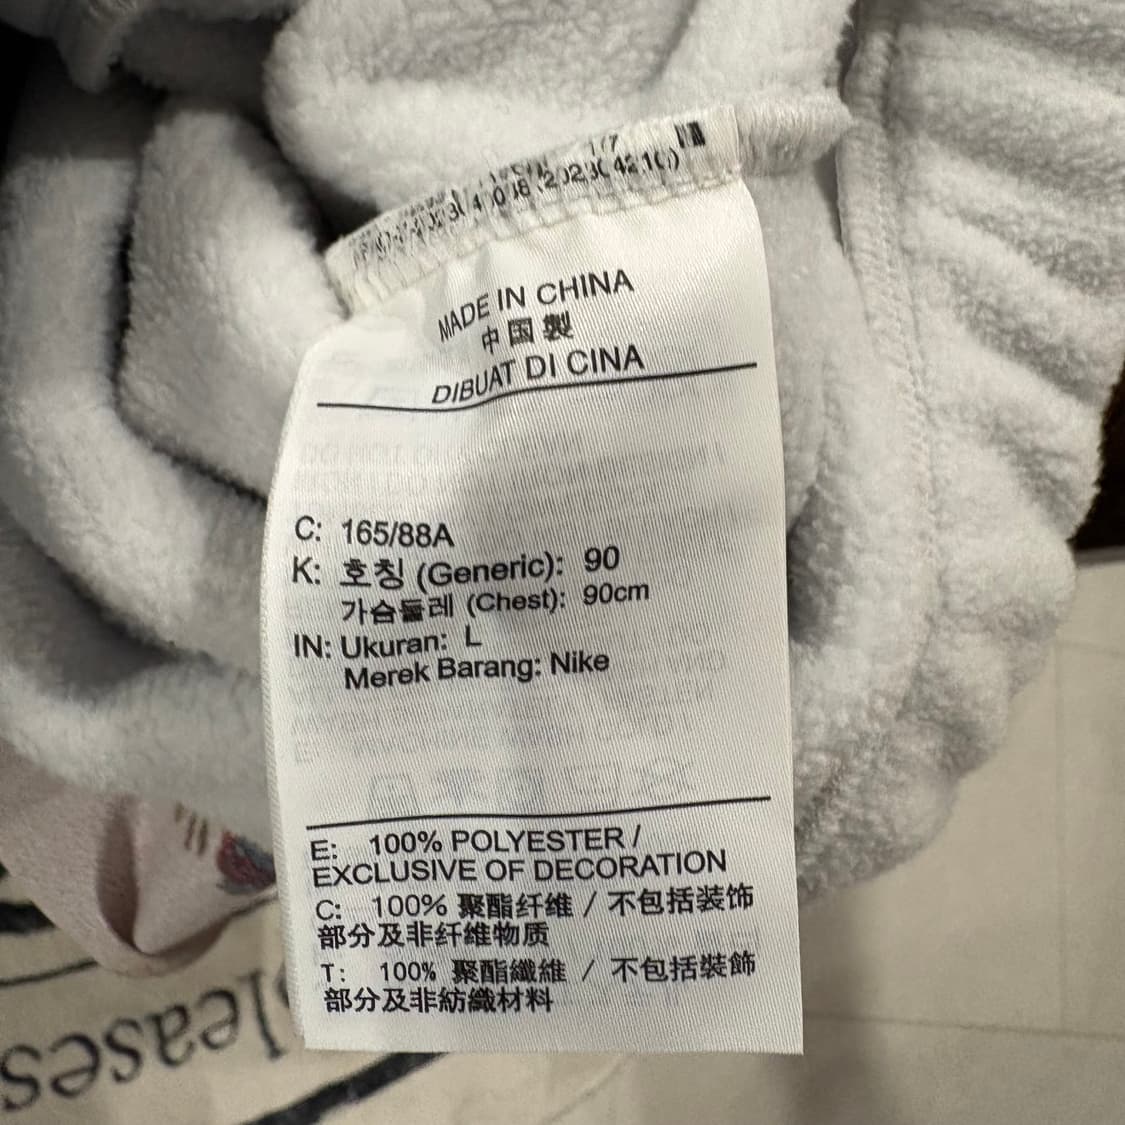 1/7
MADE IN CHINA
中国製
DIBUAT DI CINA
C: 165/88A
K: 호칭 (Generic): 90
가슴둘레 (Chest): 90cm
IN: Ukuran: L
Merek Barang: Nike
E: 100% POLYESTER /
EXCLUSIVE OF DECORATION
C: 100% 聚酯纤维 / 不包括装饰
部分及非纤维物质
T: 100% 聚酯纖維 / 不包括裝飾
部分及非紡織材料
leases